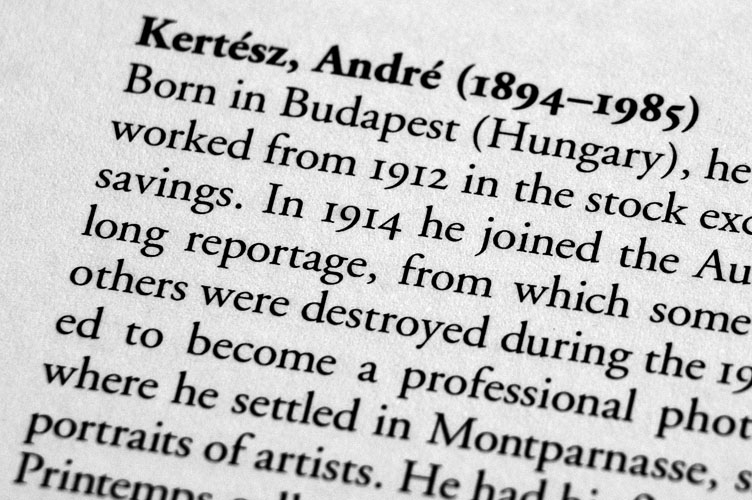 Kertész, André (1894–1985)
Born in Budapest (Hungary), he
worked from 1912 in the stock exc
savings. In 1914 he joined the Au
long reportage, from which some
others were destroyed during the 19
ed to become a professional phot
where he settled in Montparnasse, s
portraits of artists. He had his
Printemps